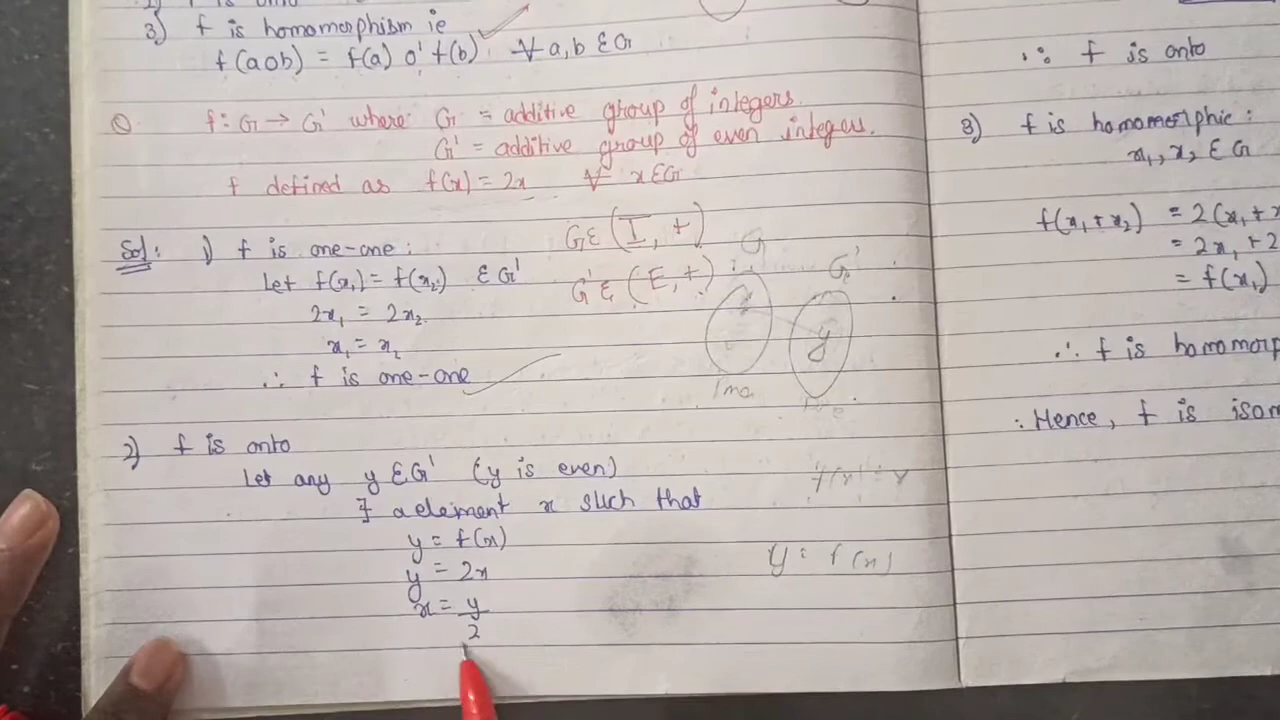 3) f is homomorphism ie
f(aob) = f(a) o' f(b) ∀ a,b ∈ G
Q. f: G → G' where G = additive group of integers.
G' = additive group of even integers.
f defined as f(x) = 2x ∀ x∈G
Sol: 1) f is one-one:
G ∈ (I, +)
Let f(x₁) = f(x₂) ∈ G'
G' ∈ (E, +)
G
G'
2x₁ = 2x₂
x₁ = x₂
y
∴ f is one-one
2) f is onto
Let any y ∈ G' (y is even)
∃ a element x such that
y = f(x)
y = f(x)
y = 2x
x = y/2
∴ f is onto
3) f is homomorphic:
x₁, x₂ ∈ G
f(x₁ + x₂) = 2(x₁ + x
= 2x₁ + 2
= f(x₁)
∴ f is homomorp
∴ Hence, f is isom